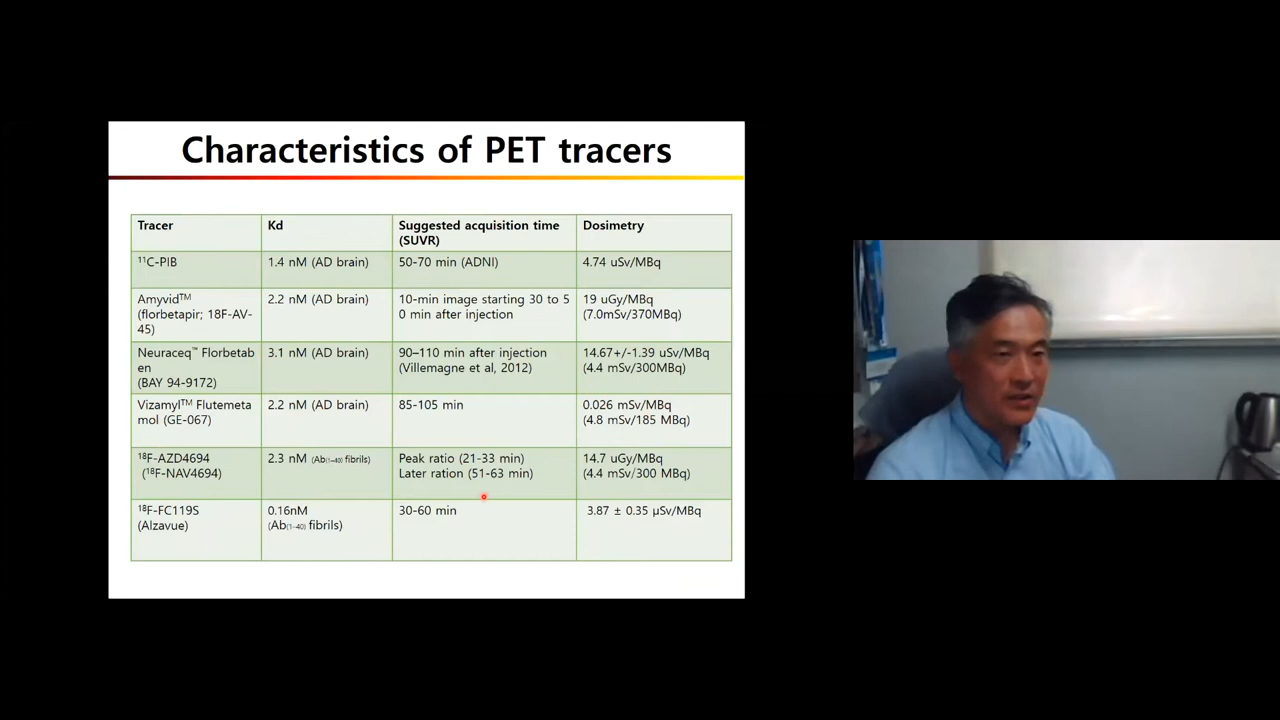 Characteristics of PET tracers
Tracer
Kd
Suggested acquisition time
(SUVR)
Dosimetry
¹¹C-PIB
1.4 nM (AD brain)
50-70 min (ADNI)
4.74 uSv/MBq
Amyvid™
(florbetapir; 18F-AV-
45)
2.2 nM (AD brain)
10-min image starting 30 to 5
0 min after injection
19 uGy/MBq
(7.0mSv/370MBq)
Neuraceq™ Florbetab
en
(BAY 94-9172)
3.1 nM (AD brain)
90–110 min after injection
(Villemagne et al, 2012)
14.67+/-1.39 uSv/MBq
(4.4 mSv/300MBq)
Vizamyl™ Flutemeta
mol (GE-067)
2.2 nM (AD brain)
85-105 min
0.026 mSv/MBq
(4.8 mSv/185 MBq)
¹⁸F-AZD4694
(¹⁸F-NAV4694)
2.3 nM (Ab(1-40) fibrils)
Peak ratio (21-33 min)
Later ration (51-63 min)
14.7 uGy/MBq
(4.4 mSv/300 MBq)
¹⁸F-FC119S
(Alzavue)
0.16nM
(Ab(1-40) fibrils)
30-60 min
3.87 ± 0.35 μSv/MBq